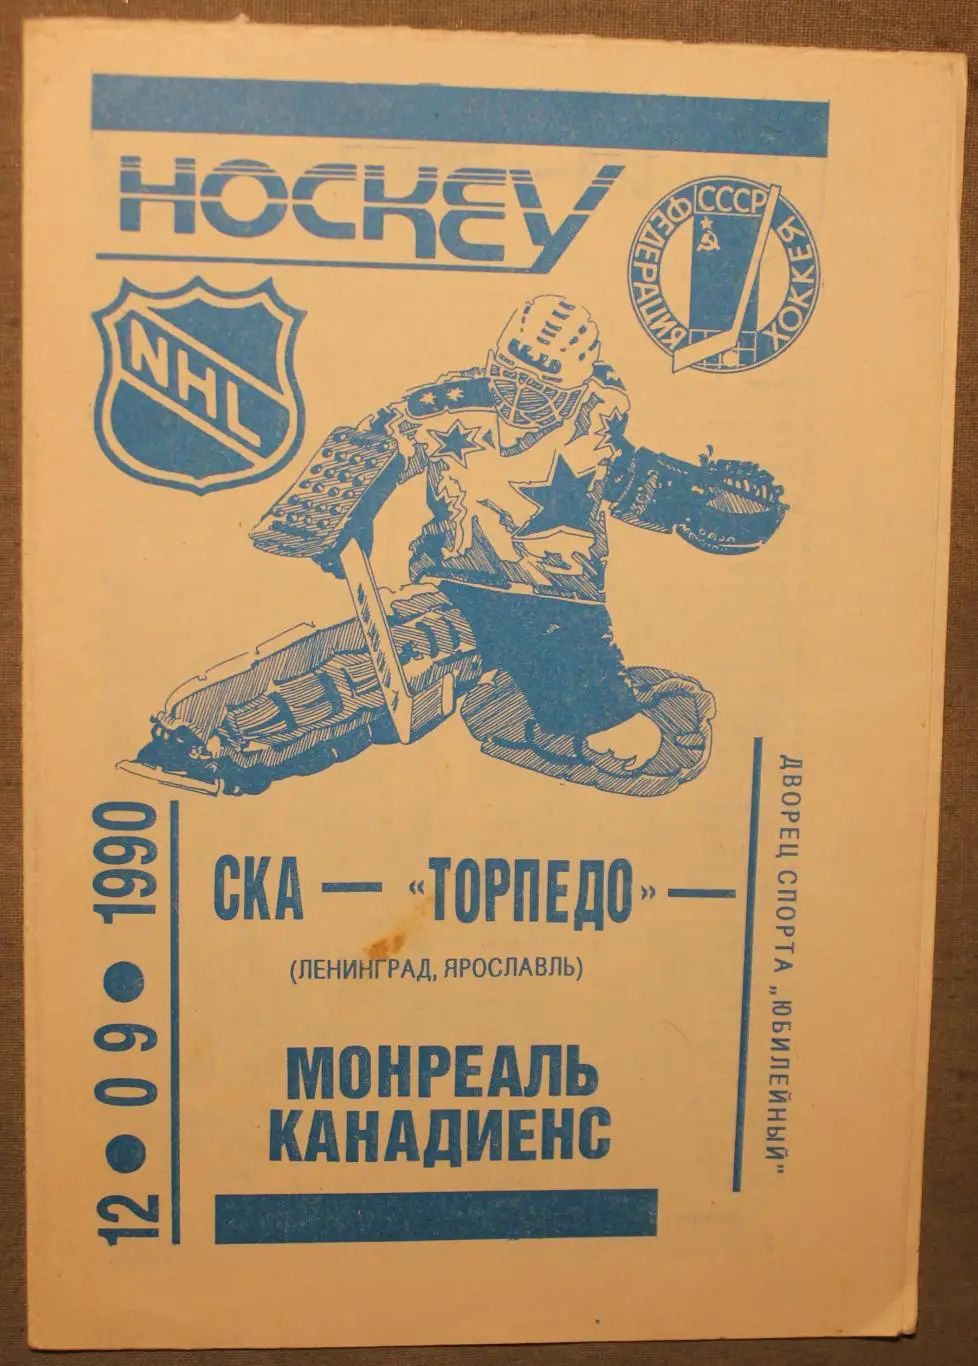 HOCKEY
NHL
ФЕДЕРАЦИЯ
СССР
ХОККЕЯ
12 • 09 • 1990
СКА — «ТОРПЕДО» —
(ЛЕНИНГРАД, ЯРОСЛАВЛЬ)
МОНРЕАЛЬ
КАНАДИЕНС
ДВОРЕЦ СПОРТА „ЮБИЛЕЙНЫЙ"